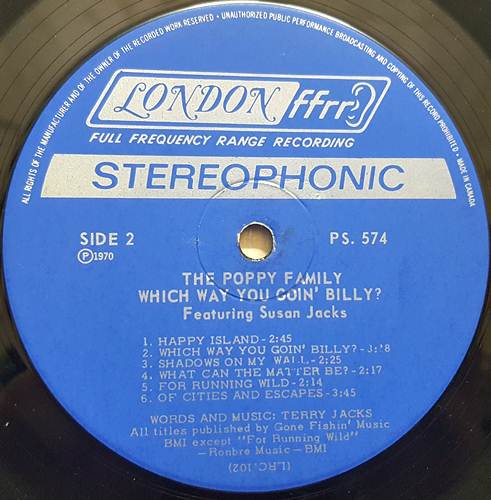 ALL RIGHTS OF THE MANUFACTURER AND OF THE OWNER OF THE RECORDED WORK RESERVED • UNAUTHORIZED PUBLIC PERFORMANCE BROADCASTING AND COPYING OF THIS RECORD PROHIBITED • MADE IN CANADA
LONDON ffrr
FULL FREQUENCY RANGE RECORDING
STEREOPHONIC
SIDE 2 PS. 574
Ⓟ1970
THE POPPY FAMILY
WHICH WAY YOU GOIN' BILLY?
Featuring Susan Jacks
1. HAPPY ISLAND-2:45
2. WHICH WAY YOU GOIN' BILLY?-
3. SHADOWS ON MY WALL-2:25
4. WHAT CAN THE MATTER BE?-2:17
5. FOR RUNNING WILD-2:14
6. OF CITIES AND ESCAPES-3:45
WORDS AND MUSIC: TERRY JACKS
All titles published by Gone Fishin' Music
BMI except "For Running Wild"
-Ronbre Music-BMI
(LRC.102)